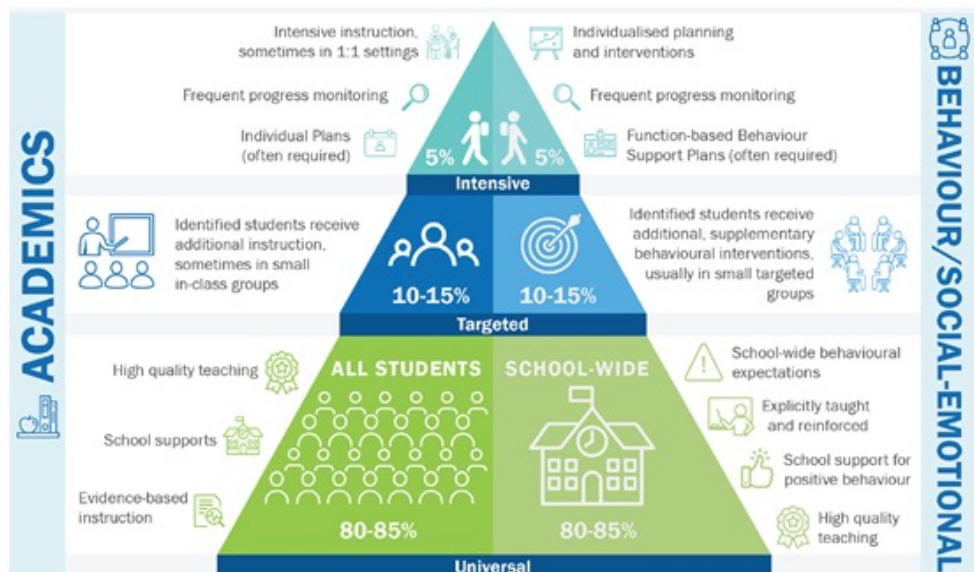 ACADEMICS
Intensive instruction,
sometimes in 1:1 settings
Frequent progress monitoring
Individual Plans
(often required)
Individualised planning
and interventions
Frequent progress monitoring
Function-based Behaviour
Support Plans (often required)
5%
5%
Intensive
Identified students receive
additional instruction,
sometimes in small
in-class groups
10-15%
10-15%
Identified students receive
additional, supplementary
behavioural interventions,
usually in small targeted
groups
Targeted
High quality teaching
School supports
Evidence-based
instruction
ALL STUDENTS
80-85%
SCHOOL-WIDE
80-85%
School-wide behavioural
expectations
Explicitly taught
and reinforced
School support for
positive behaviour
High quality
teaching
Universal
BEHAVIOUR/SOCIAL-EMOTIONAL